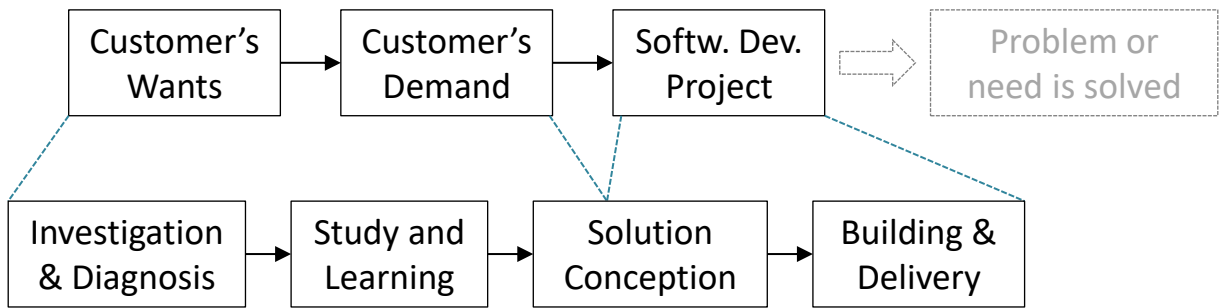 Customer’s
Wants
Customer’s
Demand
Softw. Dev.
Project
Problem or
need is solved
Investigation
& Diagnosis
Study and
Learning
Solution
Conception
Building &
Delivery